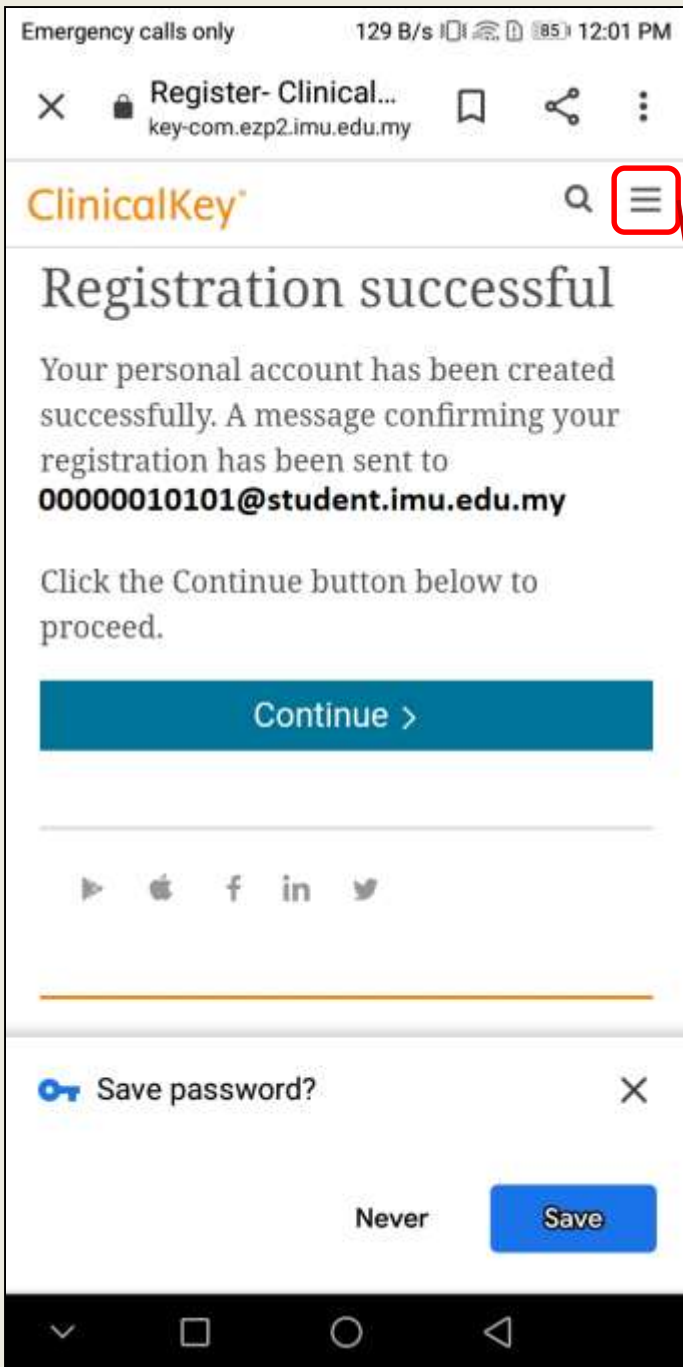 Emergency calls only 129 B/s 85 12:01 PM
Register- Clinical...
key-com.ezp2.imu.edu.my
ClinicalKey
Registration successful
Your personal account has been created
successfully. A message confirming your
registration has been sent to
00000010101@student.imu.edu.my
Click the Continue button below to
proceed.
Continue >
f in
Save password?
Never Save